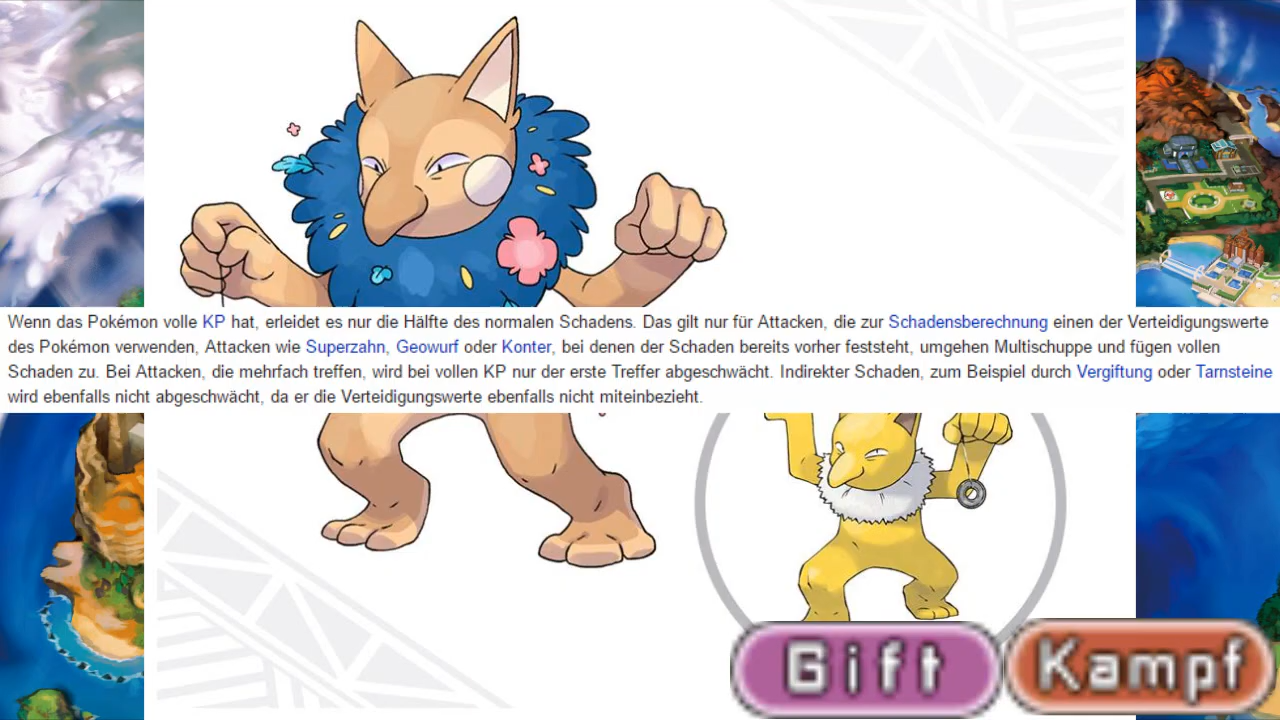 Wenn das Pokémon volle KP hat, erleidet es nur die Hälfte des normalen Schadens. Das gilt nur für Attacken, die zur Schadensberechnung einen der Verteidigungswerte
des Pokémon verwenden, Attacken wie Superzahn, Geowurf oder Konter, bei denen der Schaden bereits vorher feststeht, umgehen Multischuppe und fügen vollen
Schaden zu. Bei Attacken, die mehrfach treffen, wird bei vollen KP nur der erste Treffer abgeschwächt. Indirekter Schaden, zum Beispiel durch Vergiftung oder Tarnsteine
wird ebenfalls nicht abgeschwächt, da er die Verteidigungswerte ebenfalls nicht miteinbezieht.
Gift Kampf